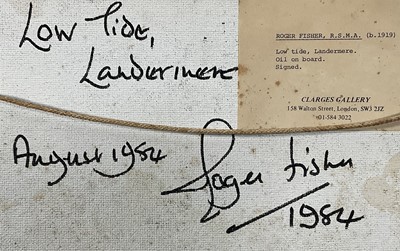 Low Tide,
Landermere
ROGER FISHER, R.S.M.A. (b.1919)
Low tide, Landermere.
Oil on board.
Signed.
CLARGES GALLERY
158 Walton Street, London, SW3 2JZ
01-584 3022
August 1984
Roger Fisher
1984